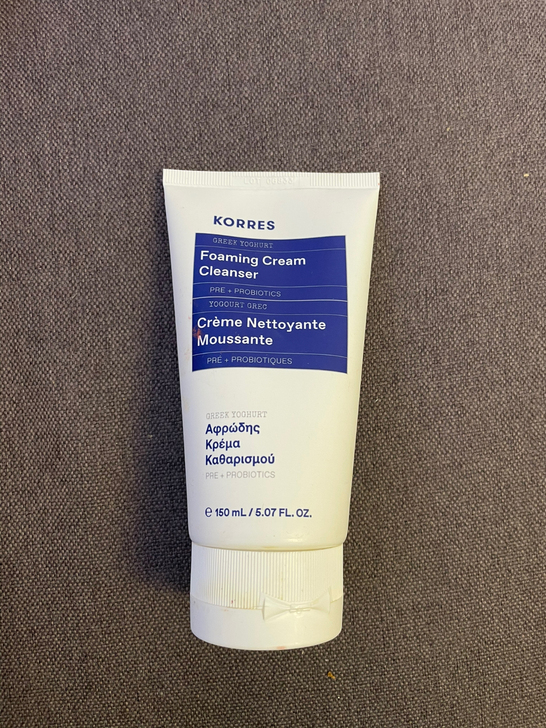 KORRES
GREEK YOGHURT
Foaming Cream
Cleanser
PRE + PROBIOTICS
YOGOURT GREC
Crème Nettoyante
Moussante
PRÉ + PROBIOTIQUES
GREEK YOGHURT
Αφρώδης
Κρέμα
Καθαρισμού
PRE + PROBIOTICS
℮ 150 mL / 5.07 FL. OZ.